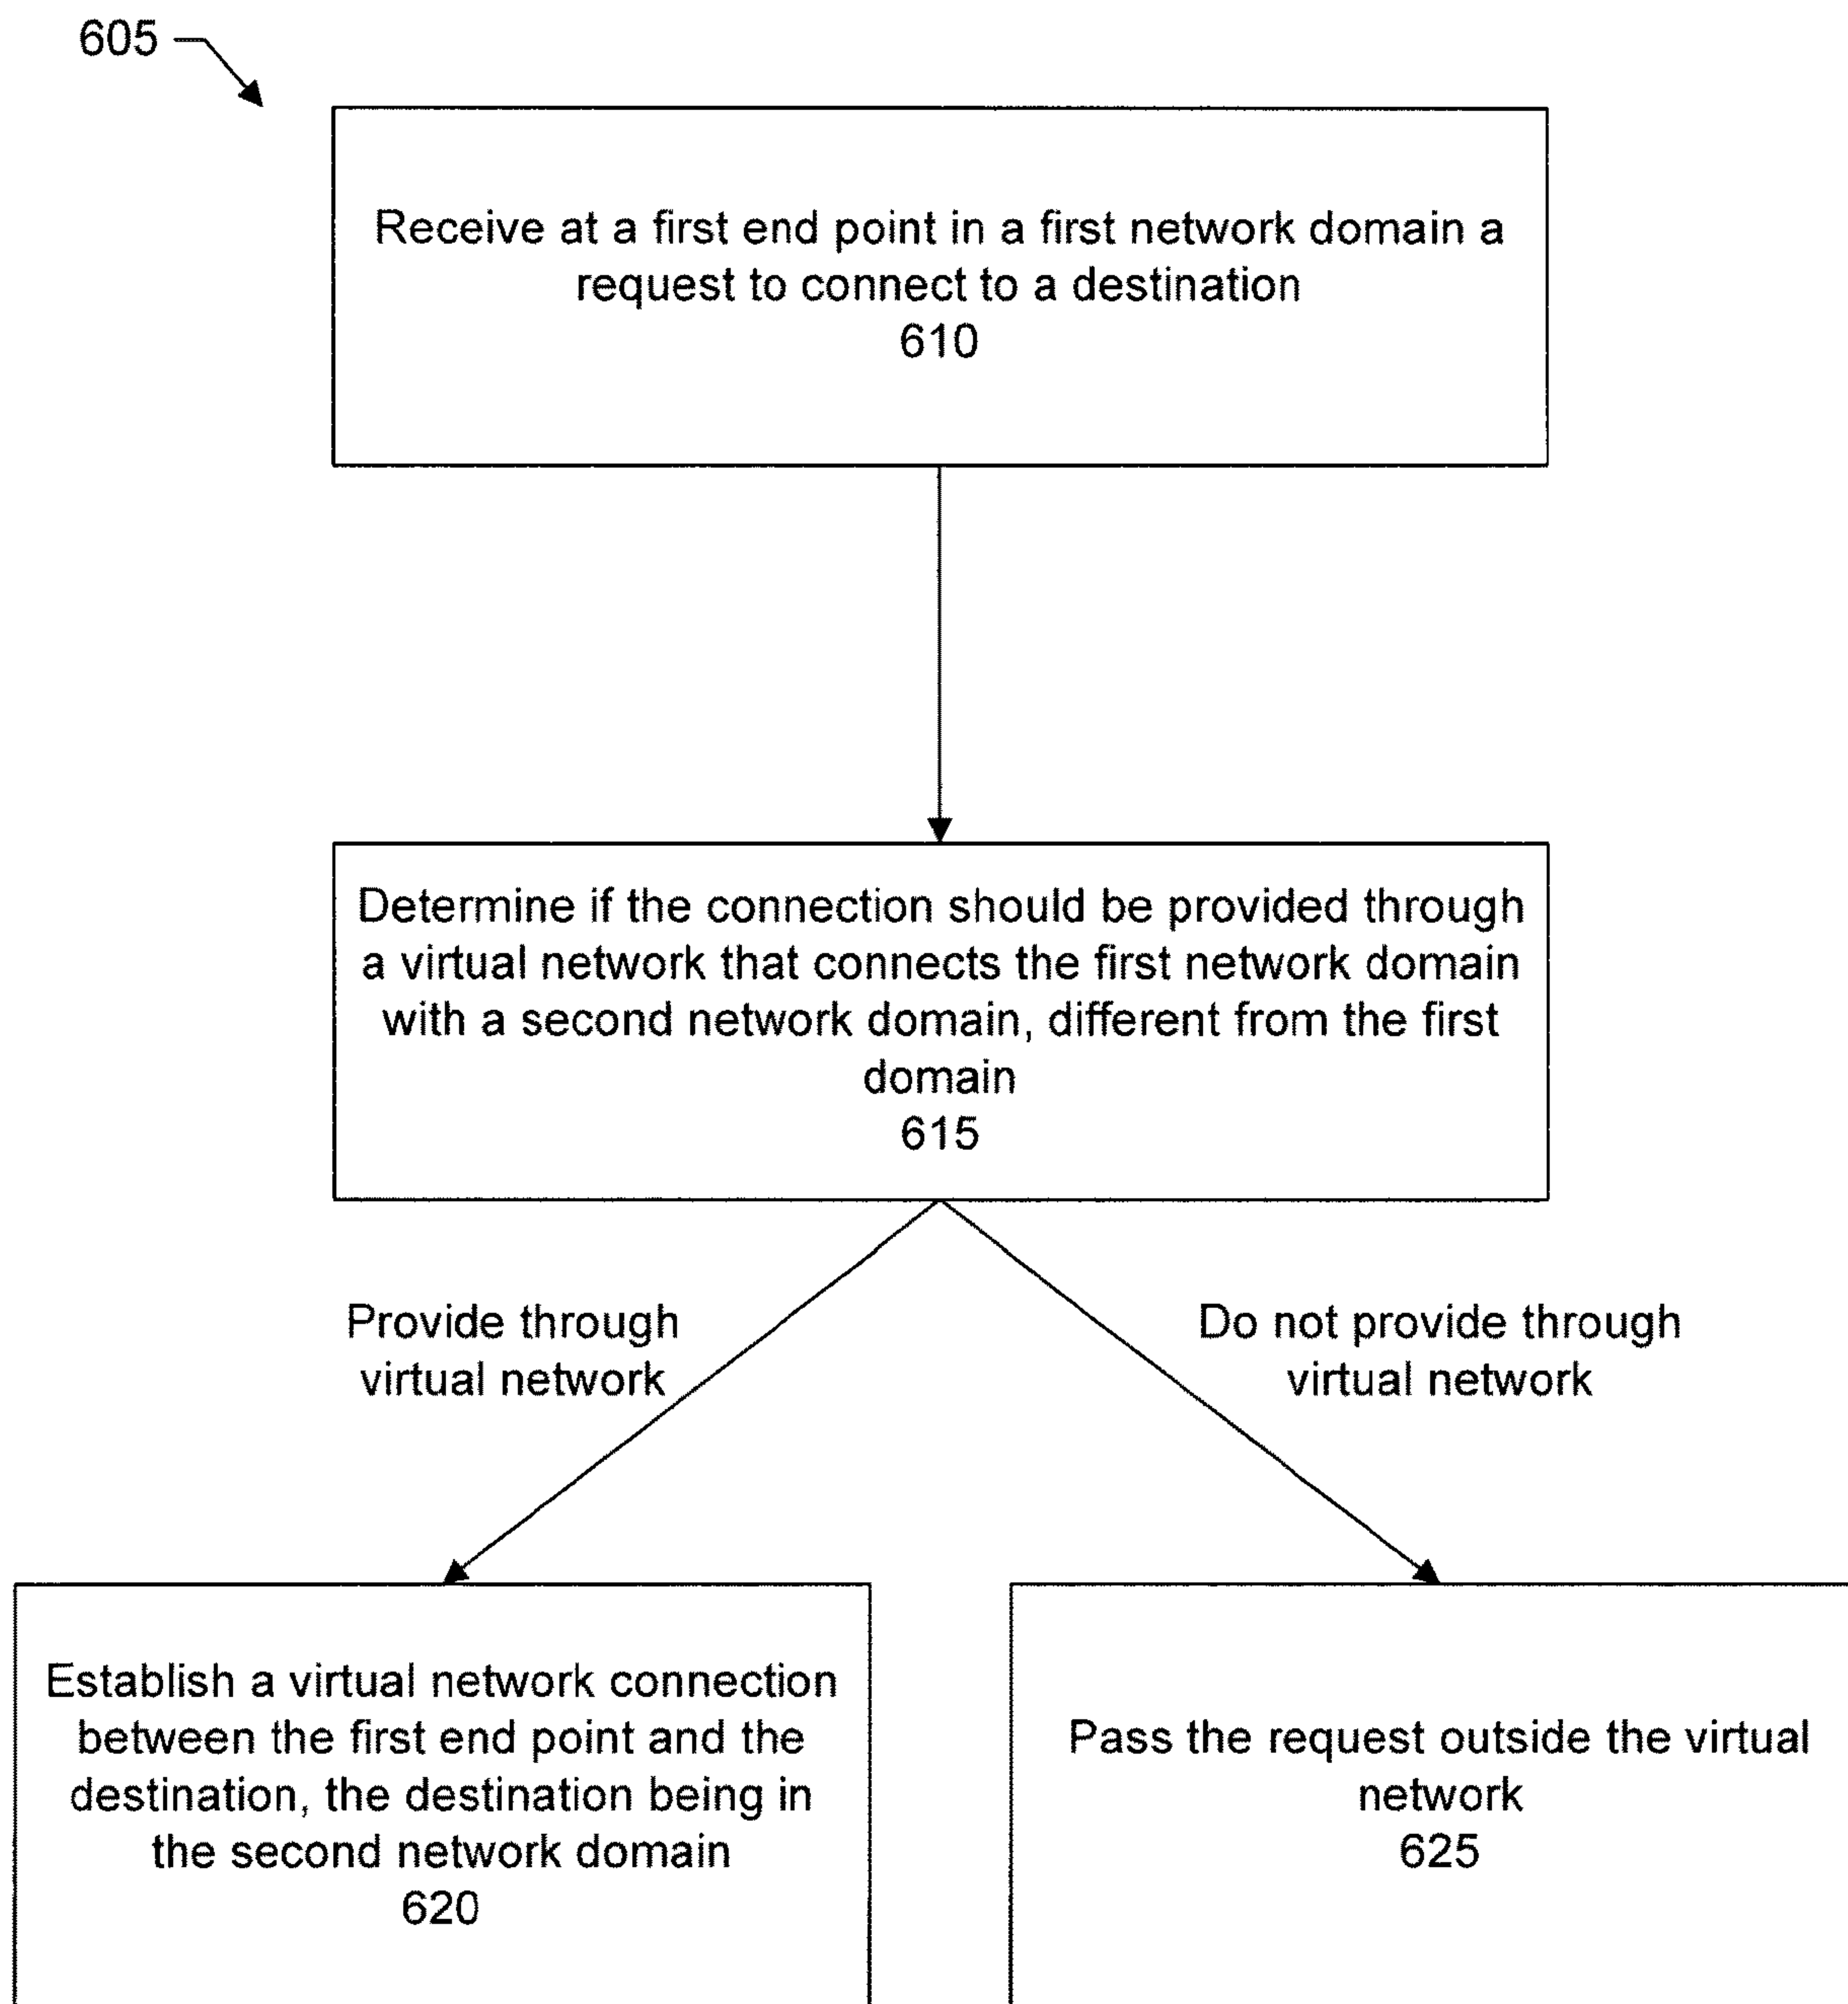 605
Receive at a first end point in a first network domain a
request to connect to a destination
610
Determine if the connection should be provided through
a virtual network that connects the first network domain
with a second network domain, different from the first
domain
615
Provide through
virtual network
Do not provide through
virtual network
Establish a virtual network connection
between the first end point and the
destination, the destination being in
the second network domain
620
Pass the request outside the virtual
network
625